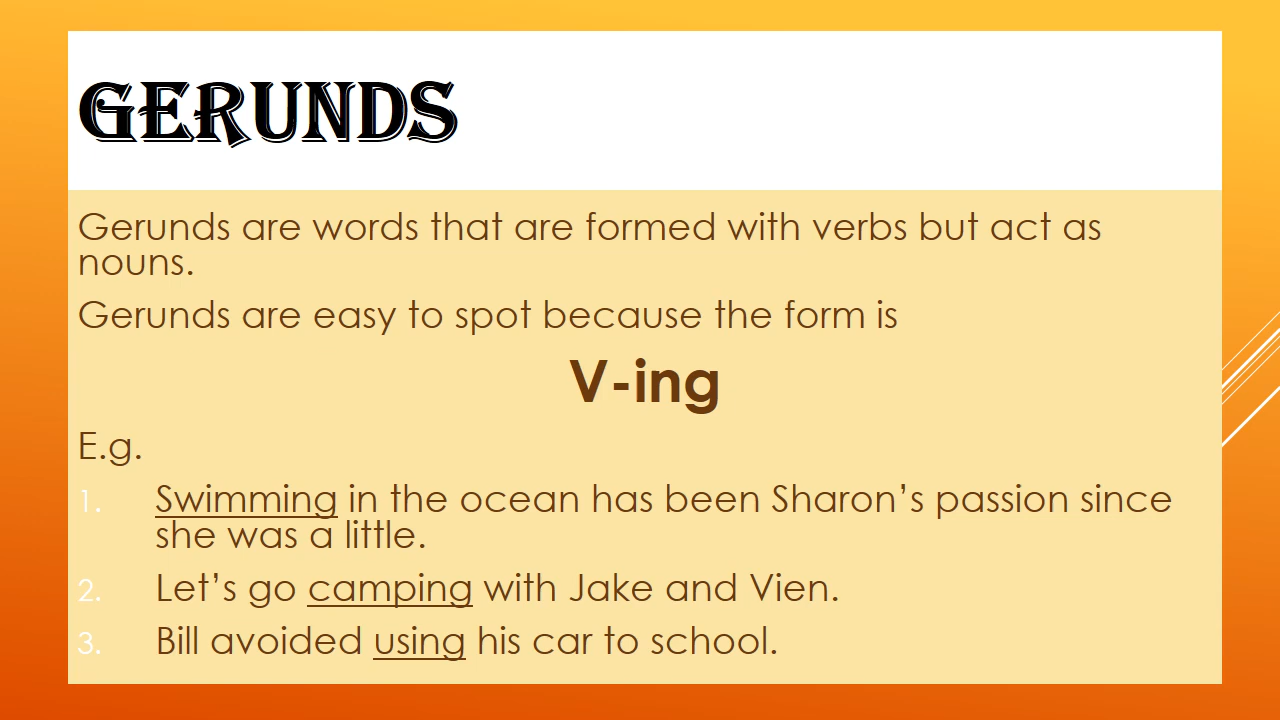 GERUNDS
Gerunds are words that are formed with verbs but act as
nouns.
Gerunds are easy to spot because the form is
V-ing
E.g.
1. Swimming in the ocean has been Sharon’s passion since
she was a little.
2. Let’s go camping with Jake and Vien.
3. Bill avoided using his car to school.